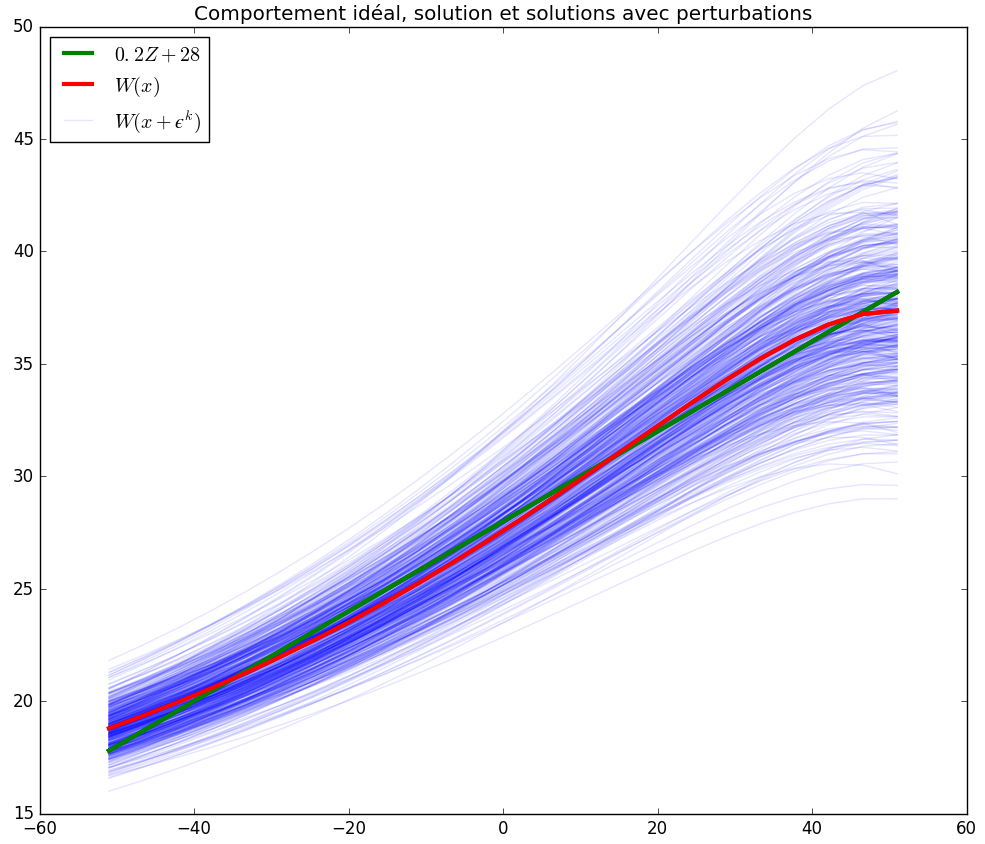 Comportement idéal, solution et solutions avec perturbations
0.2Z + 28
W(x)
W(x + ϵ^k)
50
45
40
35
30
25
20
15
−60 −40 −20 0 20 40 60